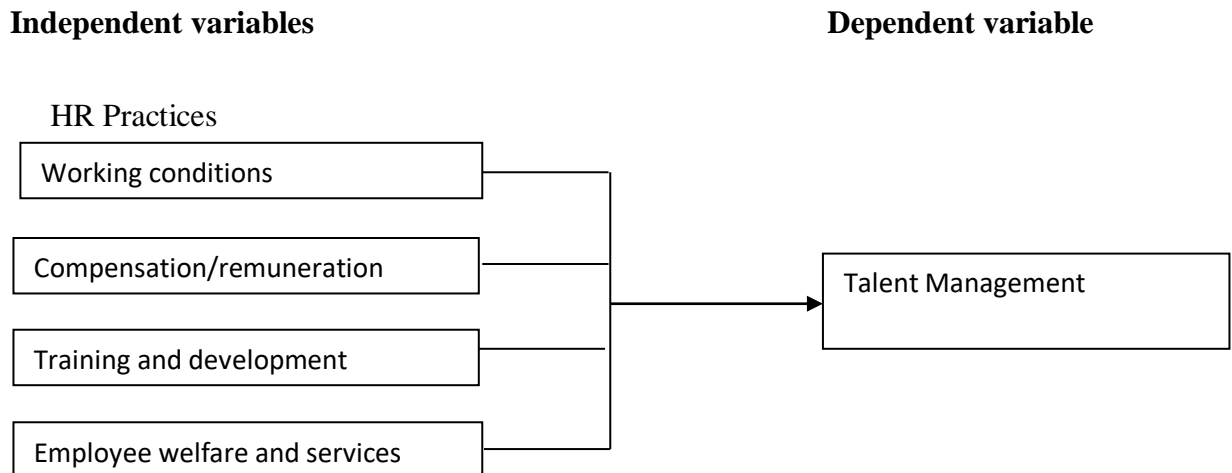 Independent variables
Dependent variable
HR Practices
Working conditions
Compensation/remuneration
Talent Management
Training and development
Employee welfare and services